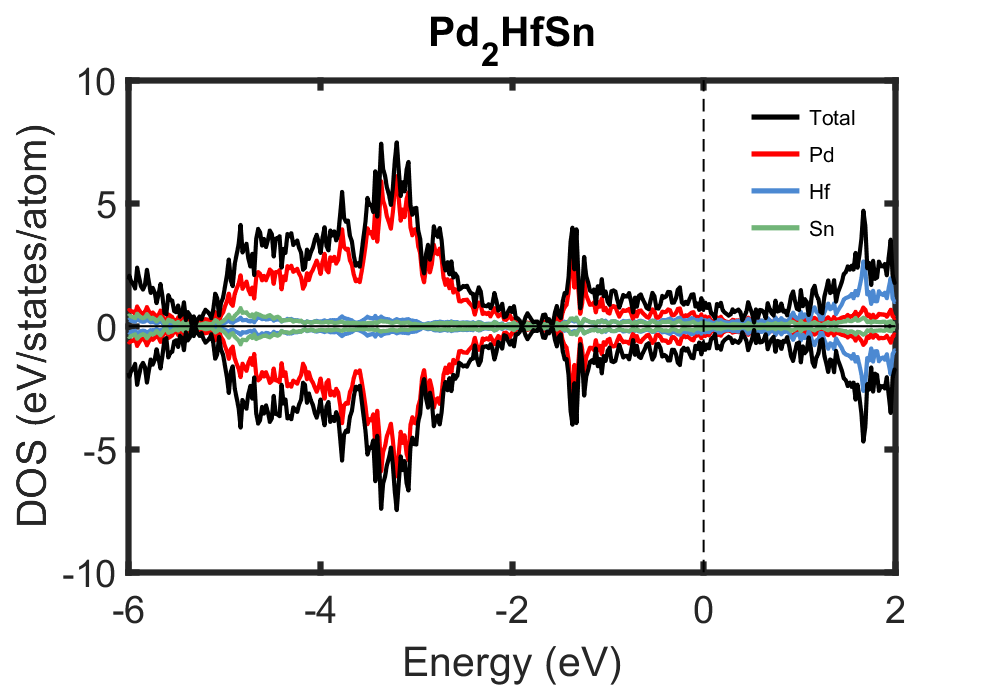 Pd₂HfSn
10
5
0
-5
-10
DOS (eV/states/atom)
Total
Pd
Hf
Sn
-6 -4 -2 0 2
Energy (eV)